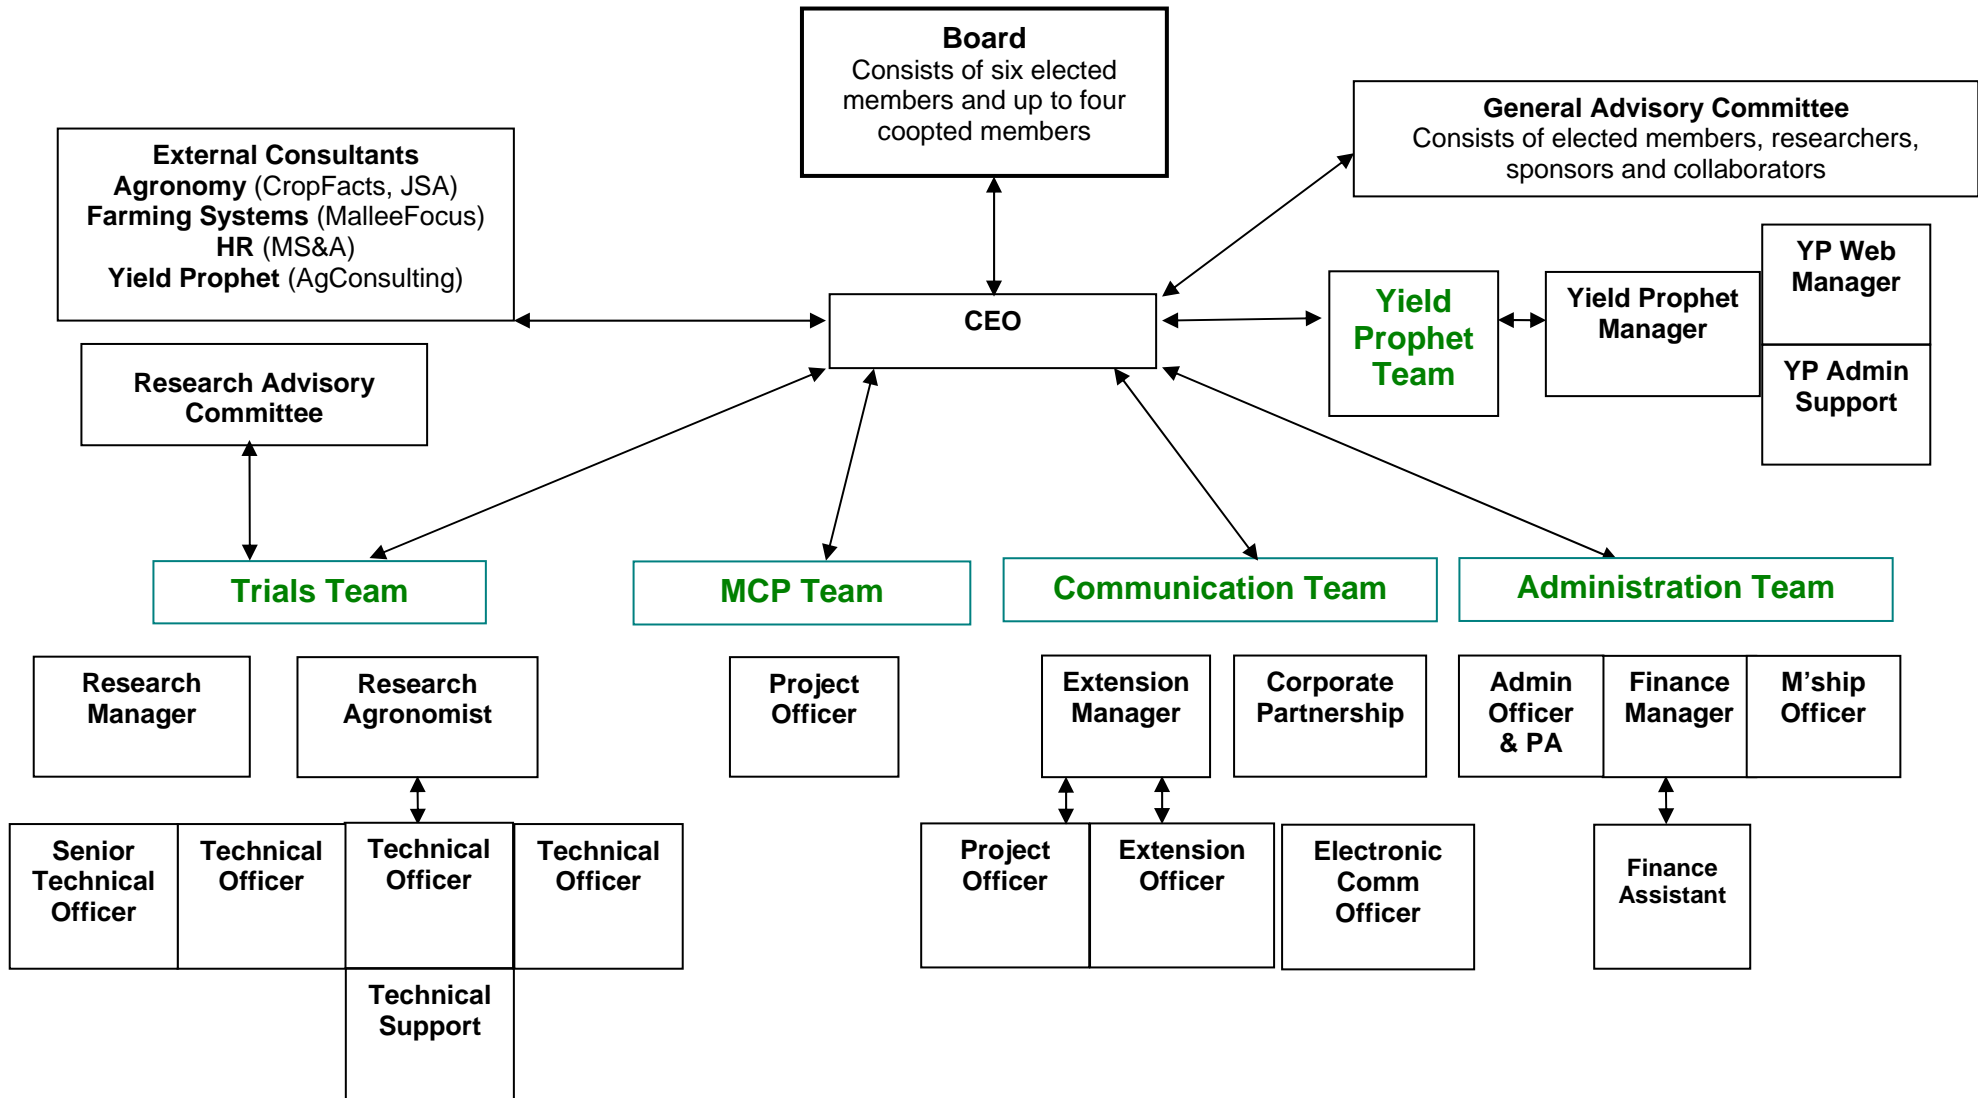 Board
Consists of six elected
members and up to four
coopted members
General Advisory Committee
Consists of elected members, researchers,
sponsors and collaborators
External Consultants
Agronomy (CropFacts, JSA)
Farming Systems (MalleeFocus)
HR (MS&A)
Yield Prophet (AgConsulting)
CEO
Yield
Prophet
Team
Yield Prophet
Manager
YP Web
Manager
YP Admin
Support
Research Advisory
Committee
Trials Team
MCP Team
Communication Team
Administration Team
Research
Manager
Research
Agronomist
Project
Officer
Extension
Manager
Corporate
Partnership
Admin
Officer
& PA
Finance
Manager
M'ship
Officer
Senior
Technical
Officer
Technical
Officer
Technical
Officer
Technical
Officer
Project
Officer
Extension
Officer
Electronic
Comm
Officer
Finance
Assistant
Technical
Support